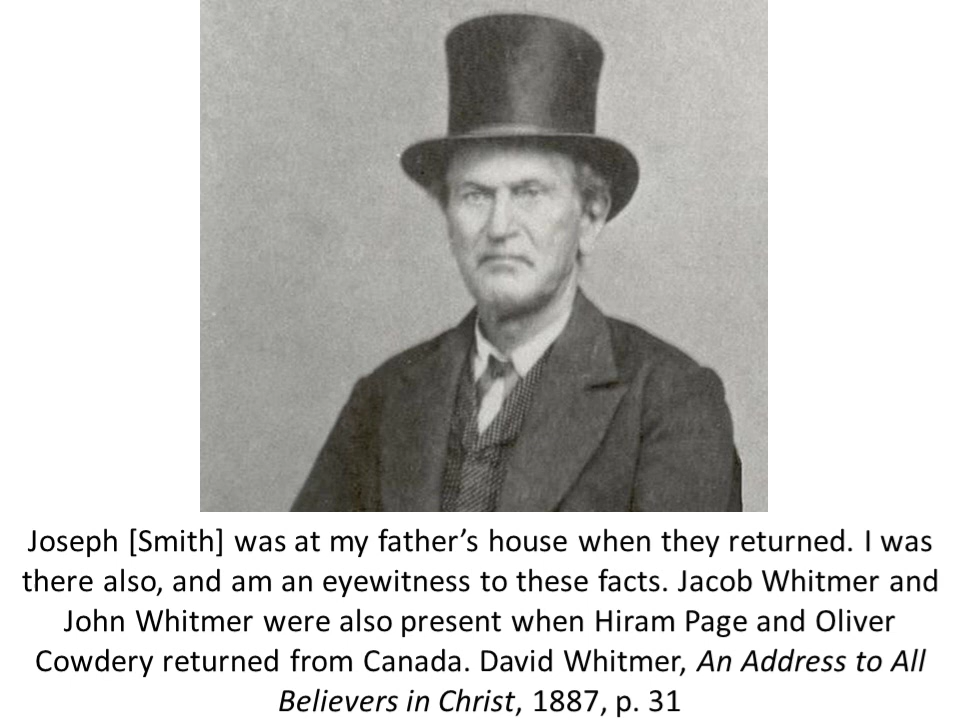 Joseph [Smith] was at my father’s house when they returned. I was
there also, and am an eyewitness to these facts. Jacob Whitmer and
John Whitmer were also present when Hiram Page and Oliver
Cowdery returned from Canada. David Whitmer, An Address to All
Believers in Christ, 1887, p. 31